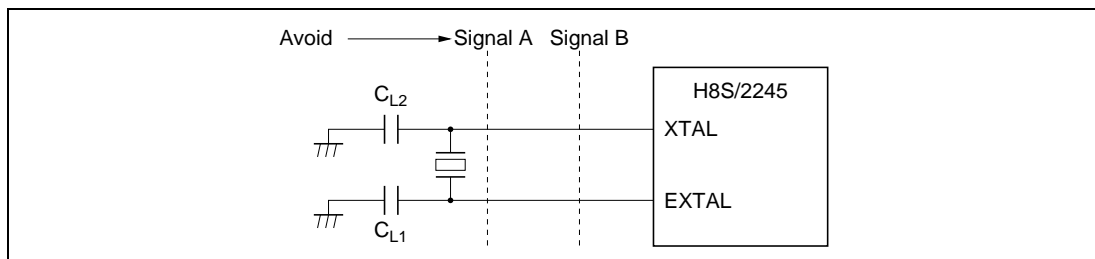 Avoid Signal A Signal B
H8S/2245
CL2
XTAL
EXTAL
CL1